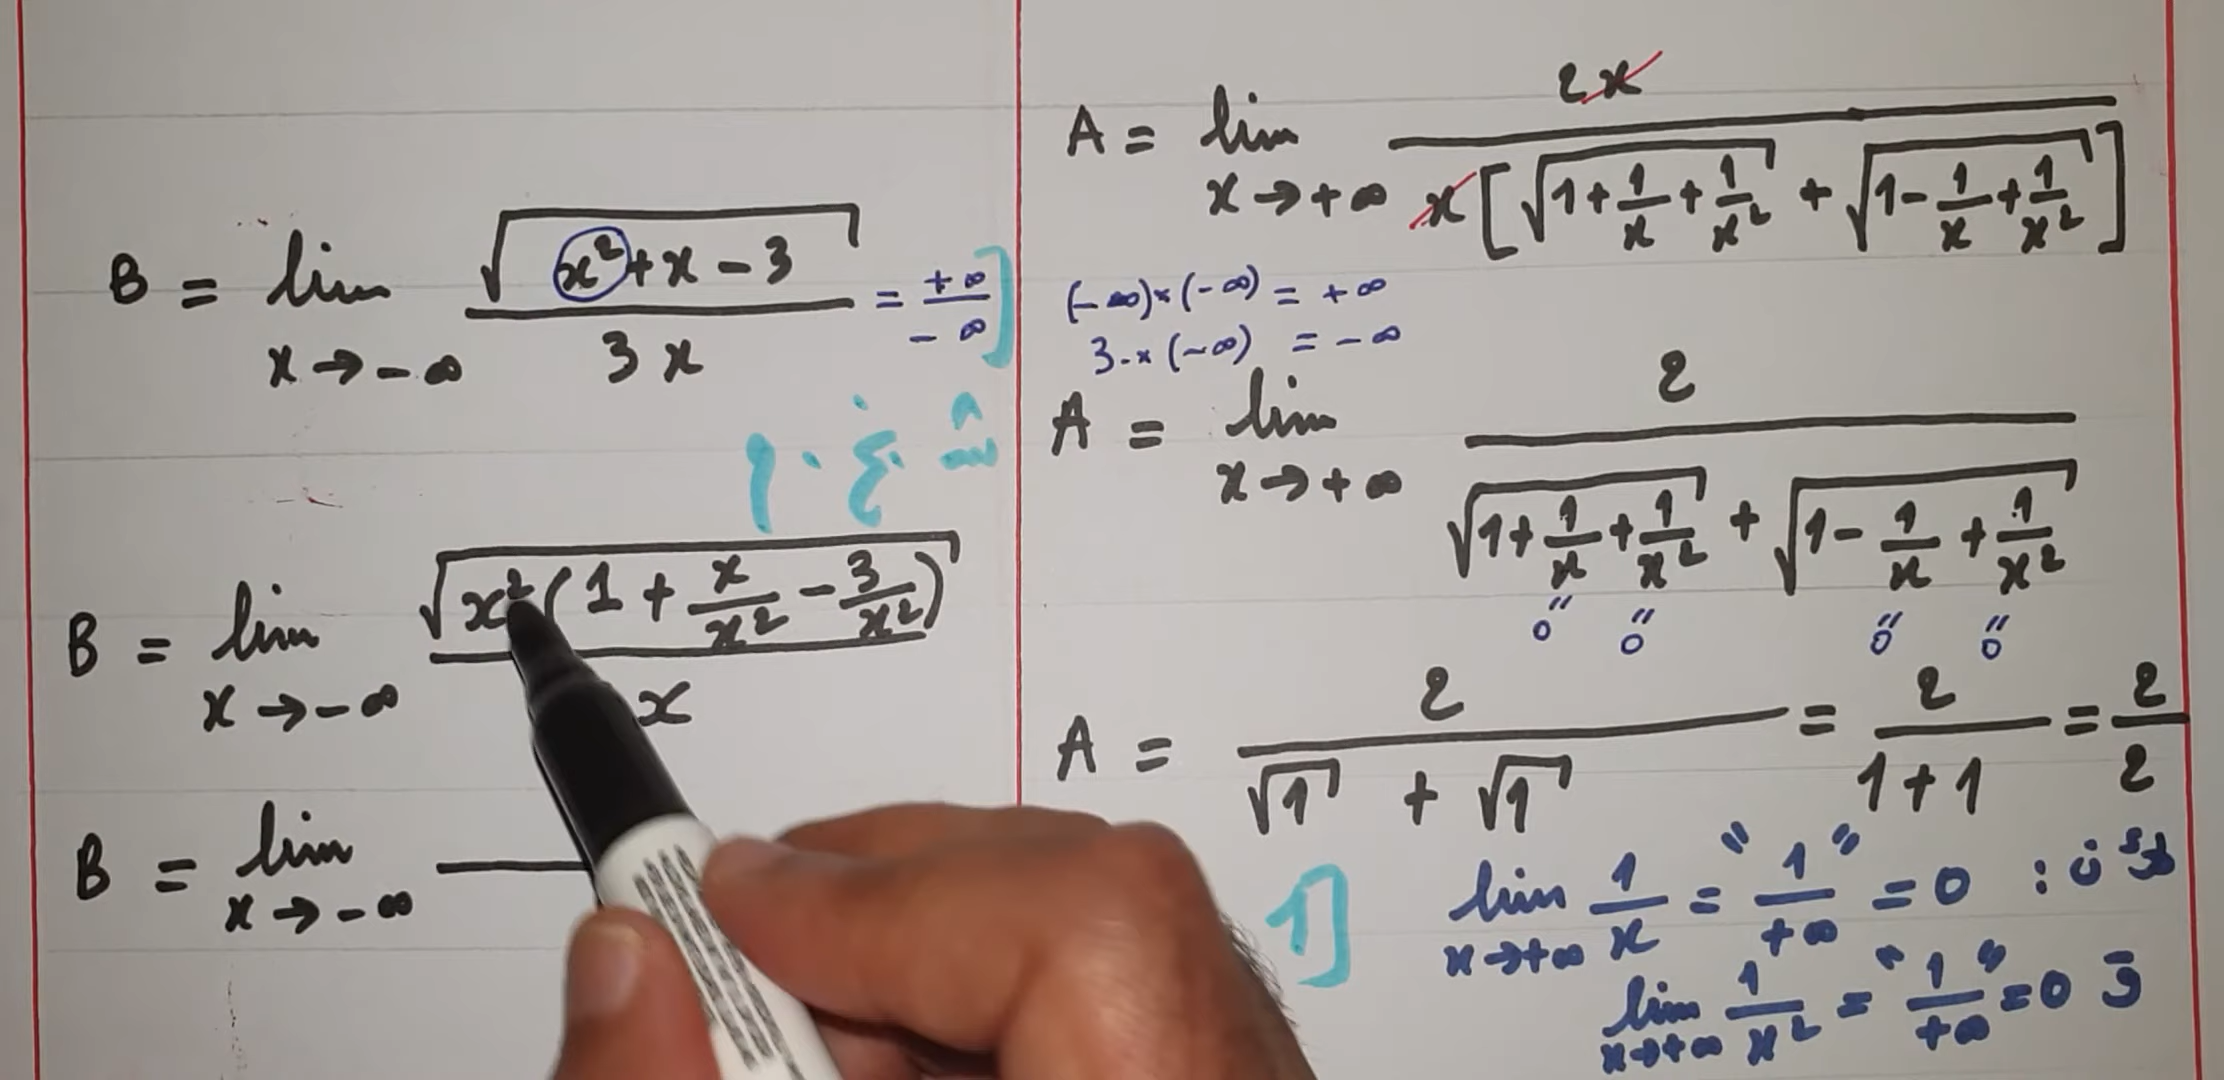 B = lim x→-∞ √(x²+x-3) / 3x = +∞ / -∞
B = lim x→-∞ √(x²(1+x/x²-3/x²)) / x
B = lim x→-∞
A = lim x→+∞ 2x / x[√(1+1/x+1/x²) + √(1-1/x+1/x²)]
(-∞)×(-∞) = +∞
3·×(-∞) = -∞
A = lim x→+∞ 2 / √(1+1/x+1/x²) + √(1-1/x+1/x²)
0 0 0 0
A = 2 / √1 + √1 = 2 / 1+1 = 2 / 2
1]
lim x→+∞ 1/x = "1/+∞" = 0 :
lim x→+∞ 1/x² = "1/+∞" = 0 و